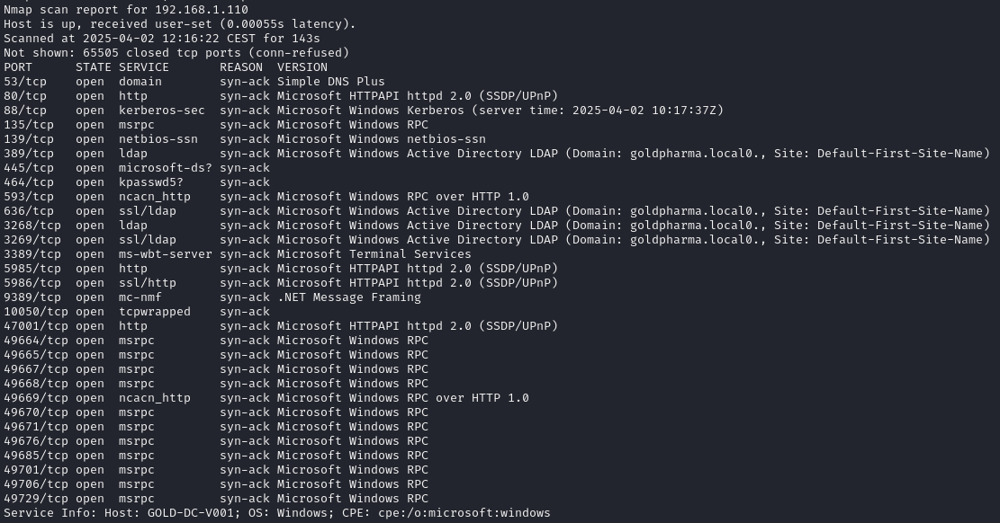 Nmap scan report for 192.168.1.110
Host is up, received user-set (0.00055s latency).
Scanned at 2025-04-02 12:16:22 CEST for 143s
Not shown: 65505 closed tcp ports (conn-refused)
PORT      STATE SERVICE       REASON  VERSION
53/tcp    open  domain        syn-ack Simple DNS Plus
80/tcp    open  http          syn-ack Microsoft HTTPAPI httpd 2.0 (SSDP/UPnP)
88/tcp    open  kerberos-sec  syn-ack Microsoft Windows Kerberos (server time: 2025-04-02 10:17:37Z)
135/tcp   open  msrpc         syn-ack Microsoft Windows RPC
139/tcp   open  netbios-ssn   syn-ack Microsoft Windows netbios-ssn
389/tcp   open  ldap          syn-ack Microsoft Windows Active Directory LDAP (Domain: goldpharma.local0., Site: Default-First-Site-Name)
445/tcp   open  microsoft-ds? syn-ack
464/tcp   open  kpasswd5?     syn-ack
593/tcp   open  ncacn_http    syn-ack Microsoft Windows RPC over HTTP 1.0
636/tcp   open  ssl/ldap      syn-ack Microsoft Windows Active Directory LDAP (Domain: goldpharma.local0., Site: Default-First-Site-Name)
3268/tcp  open  ldap          syn-ack Microsoft Windows Active Directory LDAP (Domain: goldpharma.local0., Site: Default-First-Site-Name)
3269/tcp  open  ssl/ldap      syn-ack Microsoft Windows Active Directory LDAP (Domain: goldpharma.local0., Site: Default-First-Site-Name)
3389/tcp  open  ms-wbt-server syn-ack Microsoft Terminal Services
5985/tcp  open  http          syn-ack Microsoft HTTPAPI httpd 2.0 (SSDP/UPnP)
5986/tcp  open  ssl/http      syn-ack Microsoft HTTPAPI httpd 2.0 (SSDP/UPnP)
9389/tcp  open  mc-nmf        syn-ack .NET Message Framing
10050/tcp open  tcpwrapped    syn-ack
47001/tcp open  http          syn-ack Microsoft HTTPAPI httpd 2.0 (SSDP/UPnP)
49664/tcp open  msrpc         syn-ack Microsoft Windows RPC
49665/tcp open  msrpc         syn-ack Microsoft Windows RPC
49667/tcp open  msrpc         syn-ack Microsoft Windows RPC
49668/tcp open  msrpc         syn-ack Microsoft Windows RPC
49669/tcp open  ncacn_http    syn-ack Microsoft Windows RPC over HTTP 1.0
49670/tcp open  msrpc         syn-ack Microsoft Windows RPC
49671/tcp open  msrpc         syn-ack Microsoft Windows RPC
49676/tcp open  msrpc         syn-ack Microsoft Windows RPC
49685/tcp open  msrpc         syn-ack Microsoft Windows RPC
49701/tcp open  msrpc         syn-ack Microsoft Windows RPC
49706/tcp open  msrpc         syn-ack Microsoft Windows RPC
49729/tcp open  msrpc         syn-ack Microsoft Windows RPC
Service Info: Host: GOLD-DC-V001; OS: Windows; CPE: cpe:/o:microsoft:windows